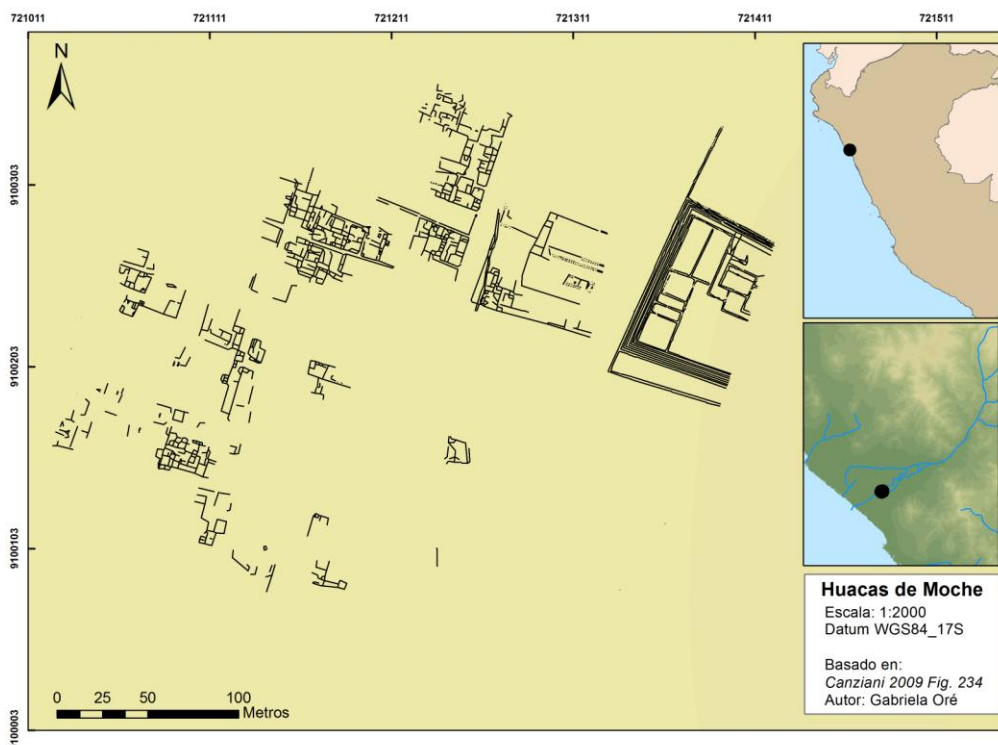 721011 721111 721211 721311 721411 721511
N
9100303
9100203
9100103
100003
0 25 50 100
Metros
Huacas de Moche
Escala: 1:2000
Datum WGS84_17S
Basado en:
Canziani 2009 Fig. 234
Autor: Gabriela Oré